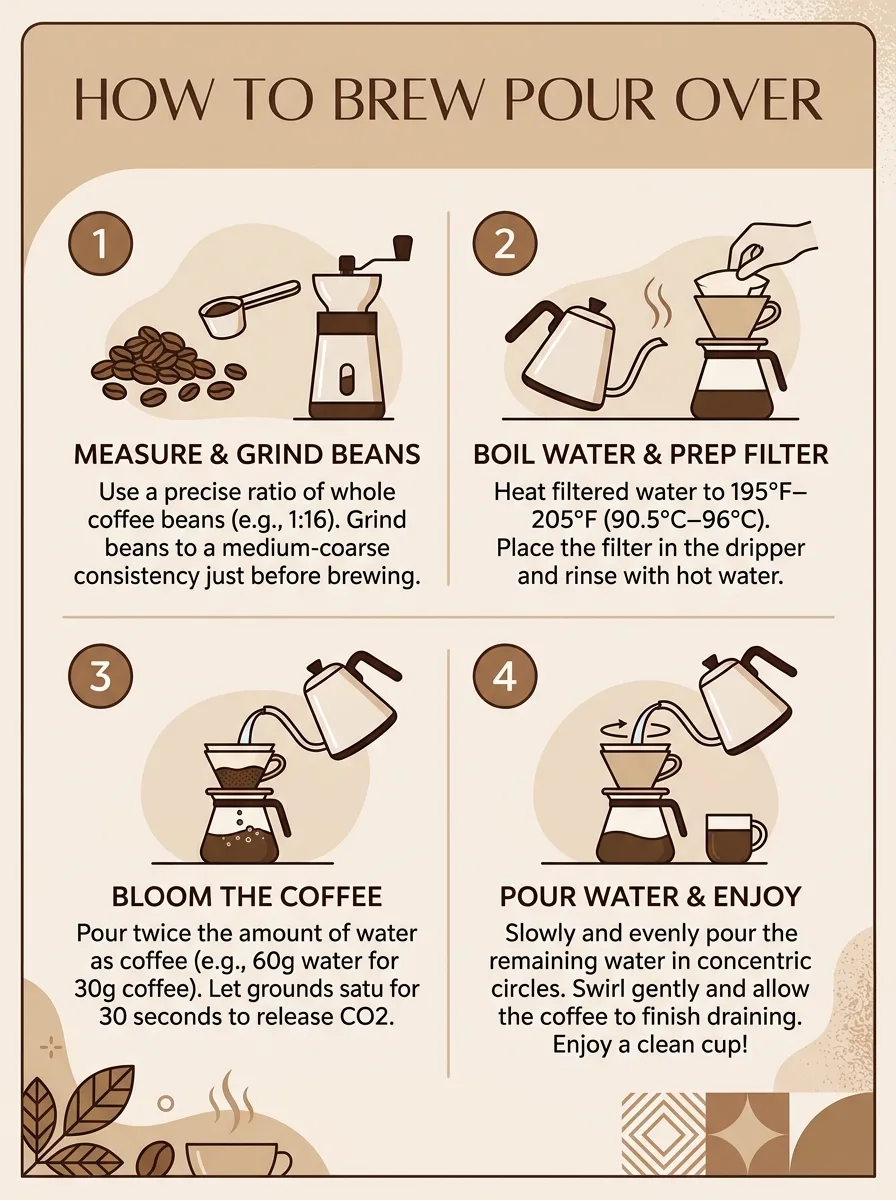 HOW TO BREW POUR OVER
1
MEASURE & GRIND BEANS
Use a precise ratio of whole
coffee beans (e.g., 1:16). Grind
beans to a medium-coarse
consistency just before brewing.
2
BOIL WATER & PREP FILTER
Heat filtered water to 195°F–
205°F (90.5°C–96°C).
Place the filter in the dripper
and rinse with hot water.
3
BLOOM THE COFFEE
Pour twice the amount of water
as coffee (e.g., 60g water for
30g coffee). Let grounds satu for
30 seconds to release CO2.
4
POUR WATER & ENJOY
Slowly and evenly pour the
remaining water in concentric
circles. Swirl gently and allow
the coffee to finish draining.
Enjoy a clean cup!